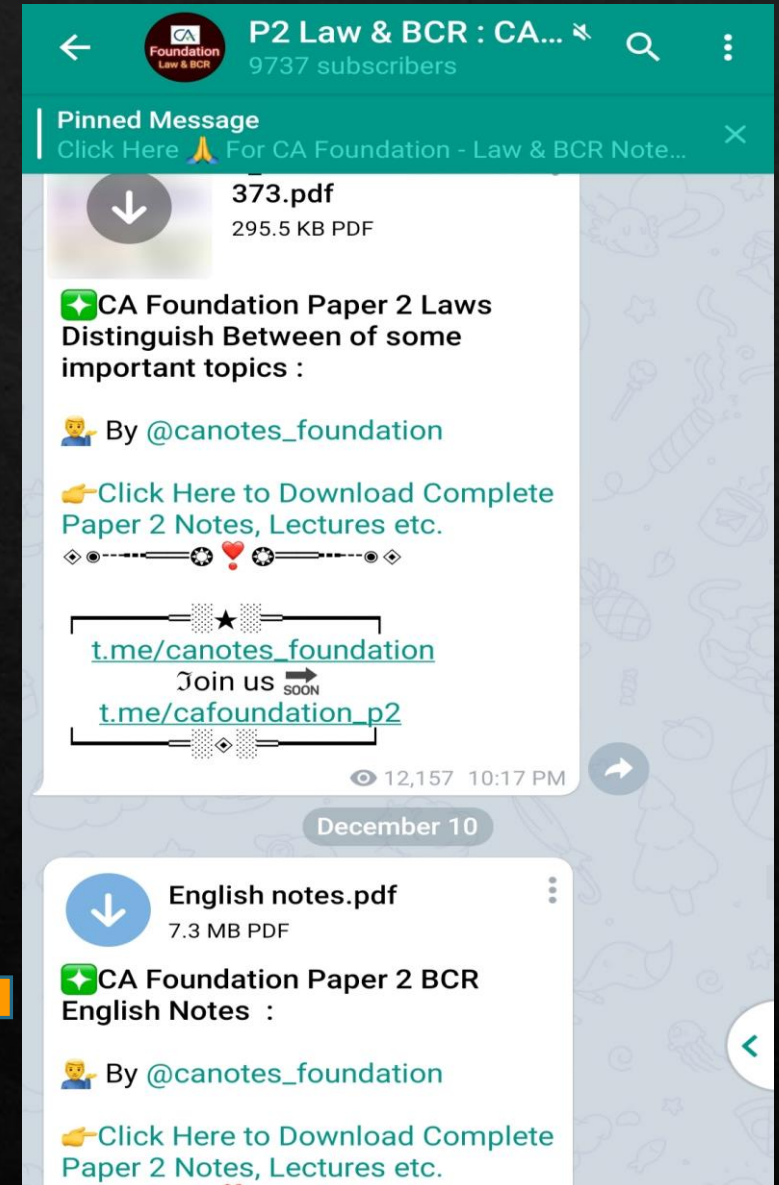 CA
Foundation
Law & BCR
P2 Law & BCR : CA...
9737 subscribers
Pinned Message
Click Here 🙏 For CA Foundation - Law & BCR Note...
373.pdf
295.5 KB PDF
❇️CA Foundation Paper 2 Laws
Distinguish Between of some
important topics :
💁‍♂️ By @canotes_foundation
👉Click Here to Download Complete
Paper 2 Notes, Lectures etc.
t.me/canotes_foundation
ℑoin us 🔜
t.me/cafoundation_p2
12,157 10:17 PM
December 10
English notes.pdf
7.3 MB PDF
❇️CA Foundation Paper 2 BCR
English Notes :
💁‍♂️ By @canotes_foundation
👉Click Here to Download Complete
Paper 2 Notes, Lectures etc.